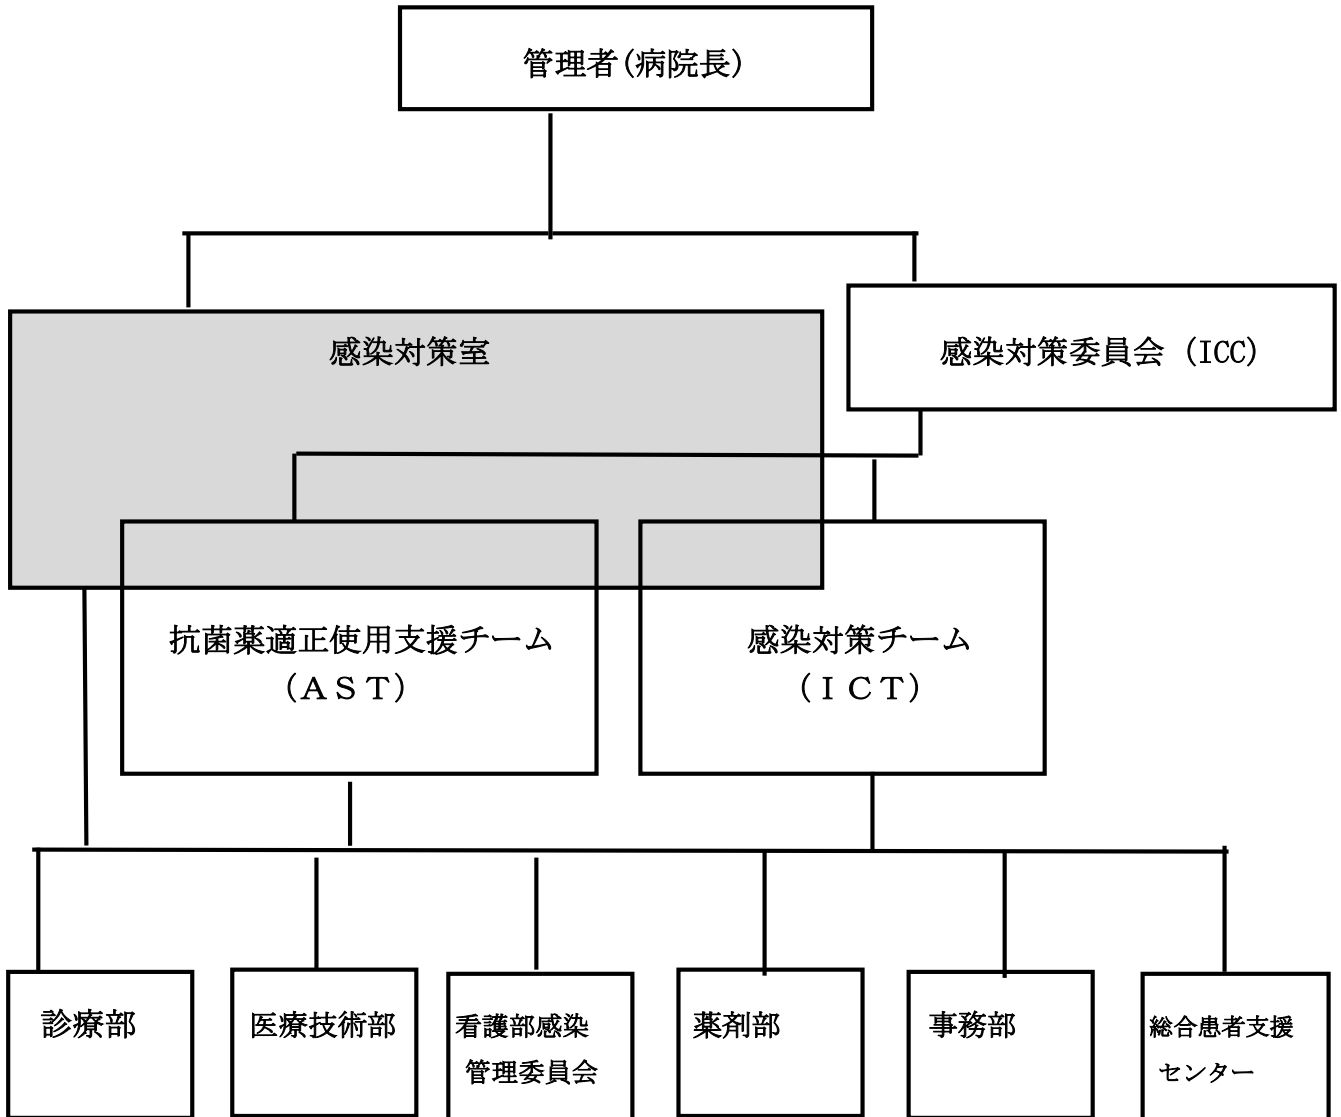 管理者(病院長)
感染対策室
感染対策委員会 (ICC)
抗菌薬適正使用支援チーム
(ＡＳＴ)
感染対策チーム
(ＩＣＴ)
診療部
医療技術部
看護部感染
管理委員会
薬剤部
事務部
総合患者支援
センター